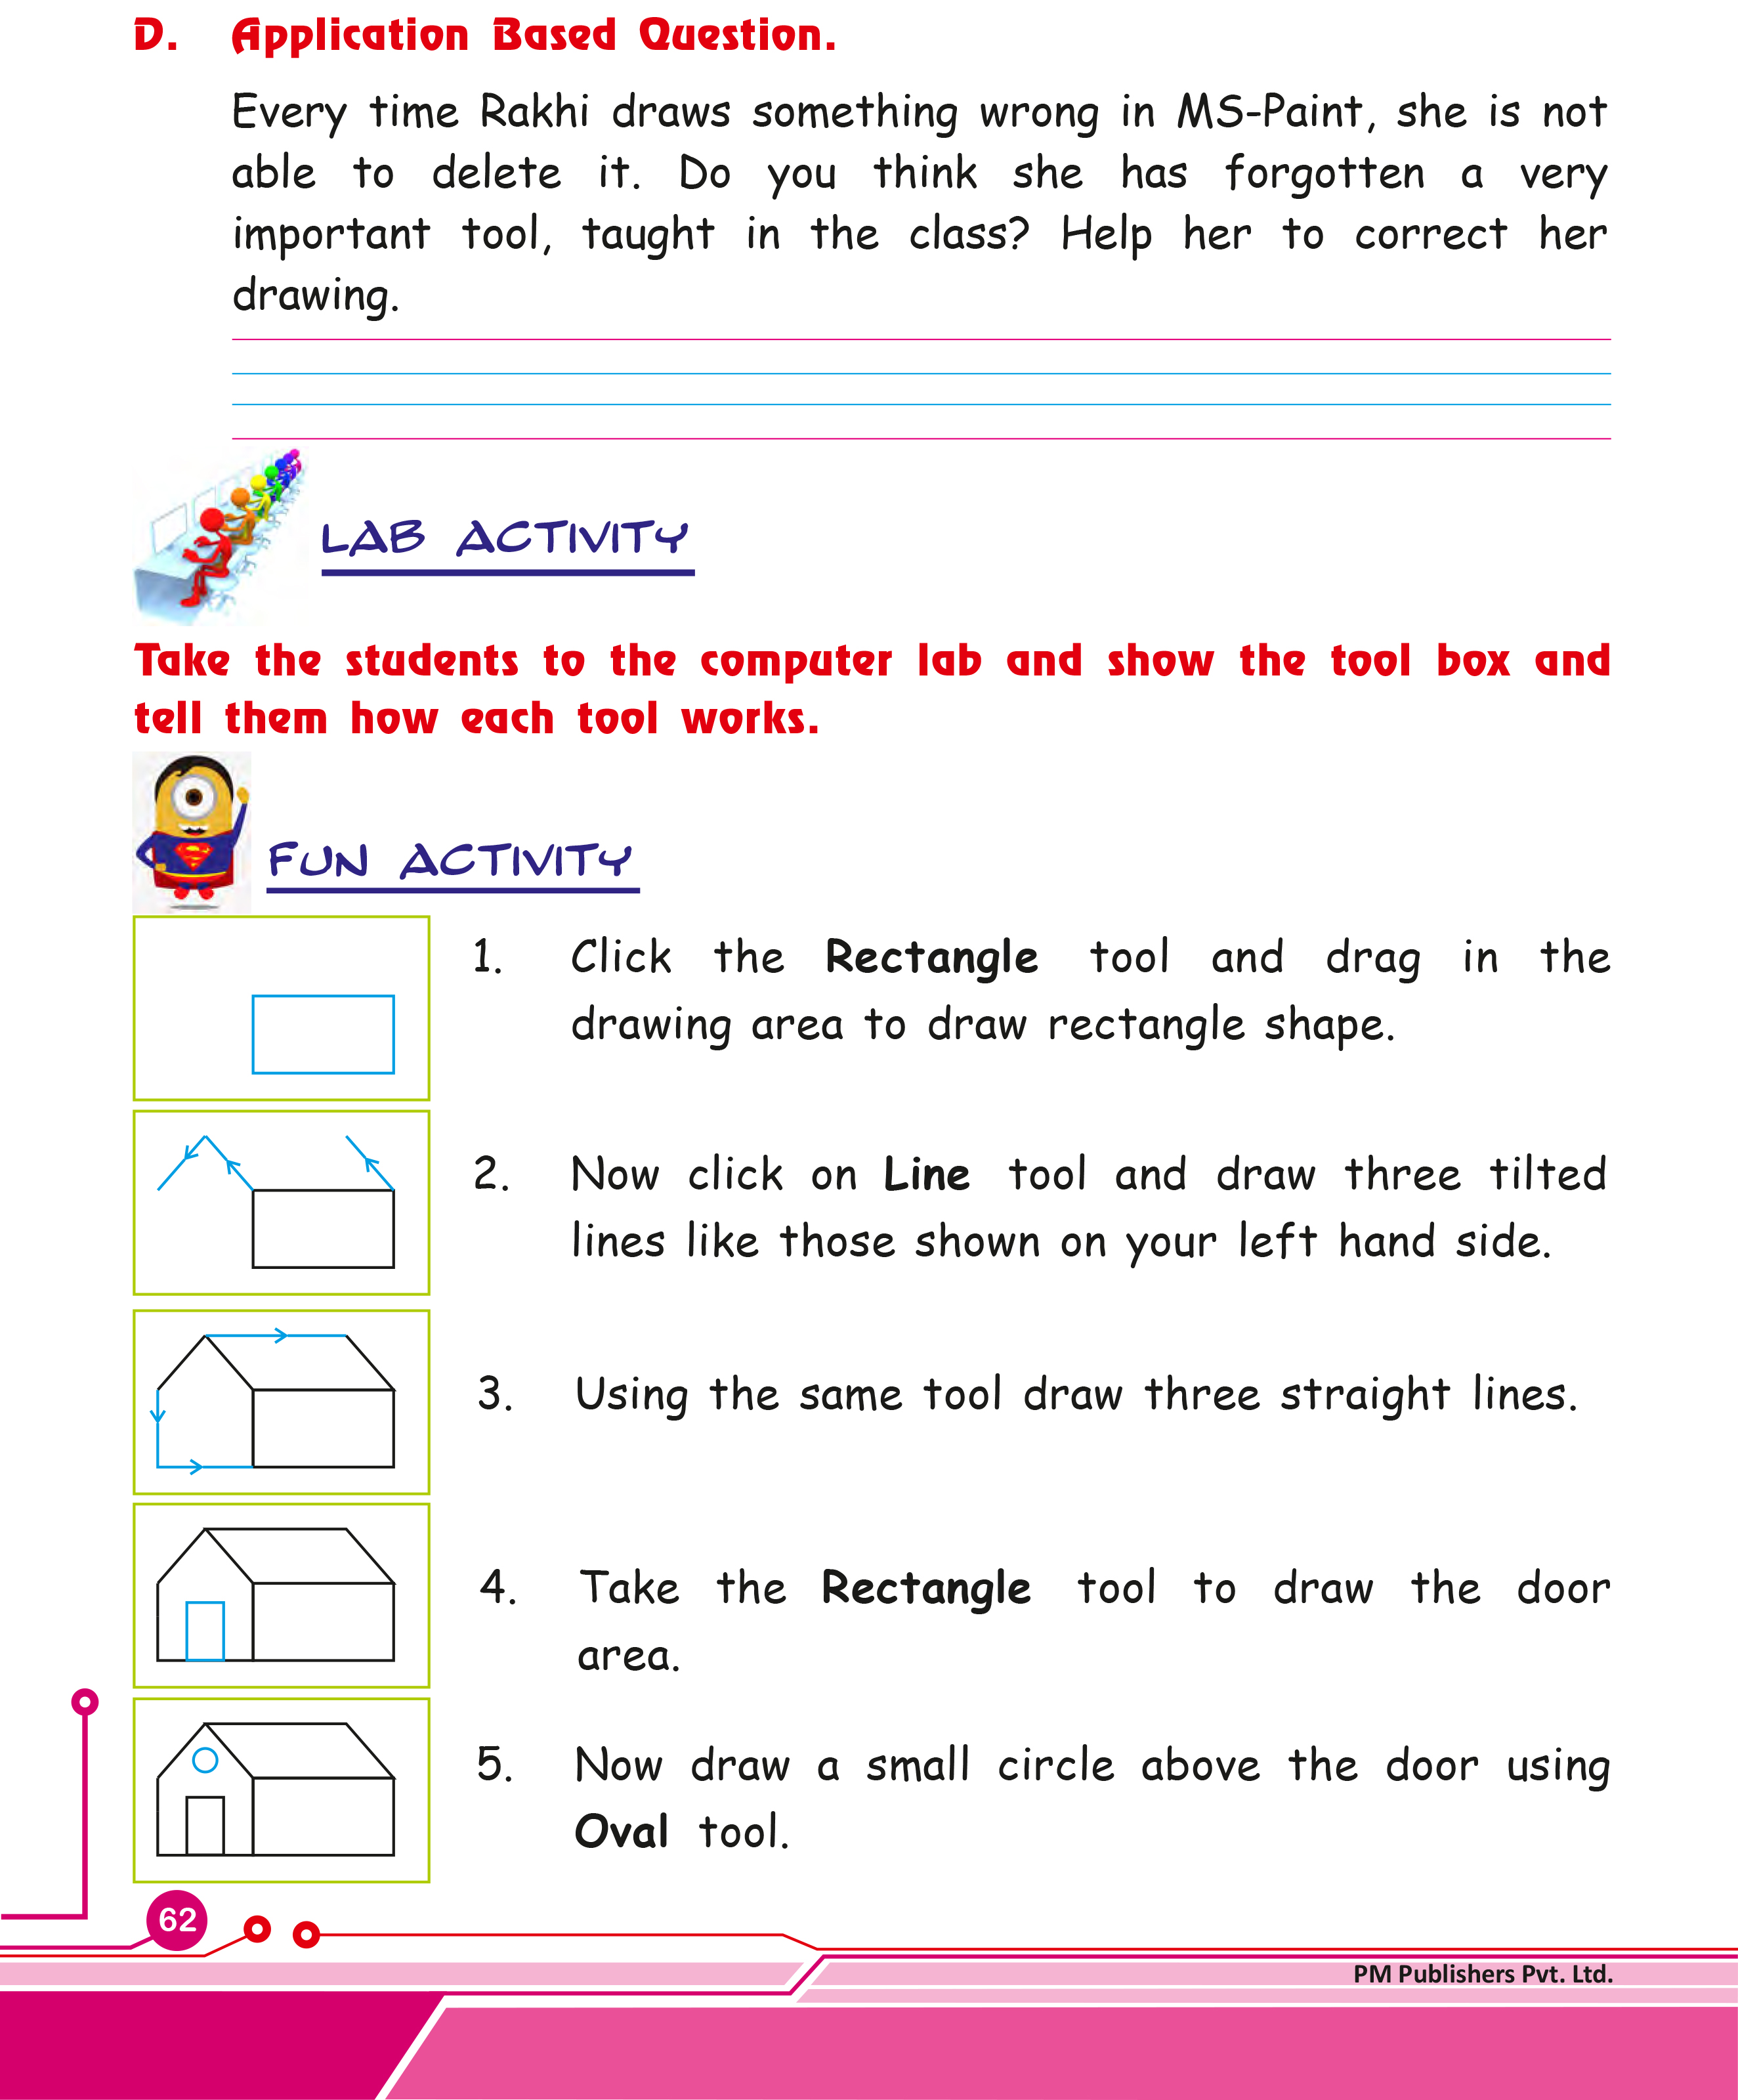 D. Application Based Question.
Every time Rakhi draws something wrong in MS-Paint, she is not
able to delete it. Do you think she has forgotten a very
important tool, taught in the class? Help her to correct her
drawing.
LAB ACTIVITY
Take the students to the computer lab and show the tool box and
tell them how each tool works.
FUN ACTIVITY
1. Click the Rectangle tool and drag in the
drawing area to draw rectangle shape.
2. Now click on Line tool and draw three tilted
lines like those shown on your left hand side.
3. Using the same tool draw three straight lines.
4. Take the Rectangle tool to draw the door
area.
5. Now draw a small circle above the door using
Oval tool.
62
PM Publishers Pvt. Ltd.